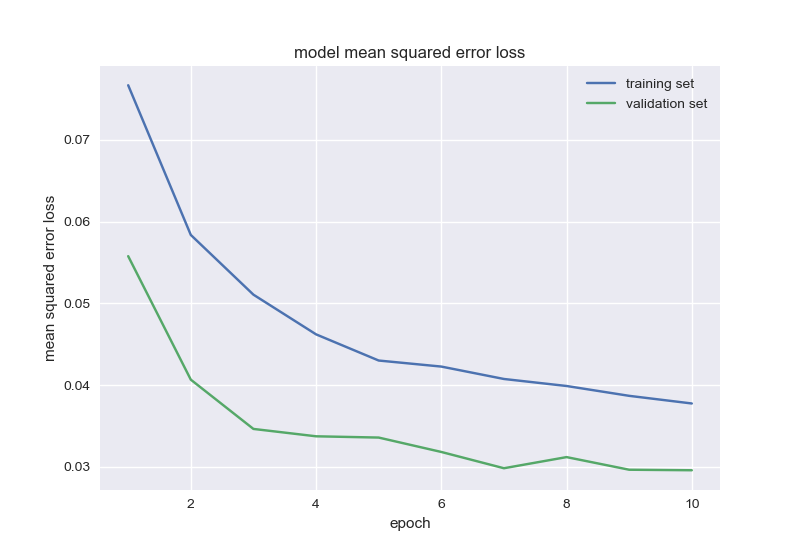 model mean squared error loss
training set
validation set
0.07
0.06
0.05
0.04
0.03
mean squared error loss
2 4 6 8 10
epoch